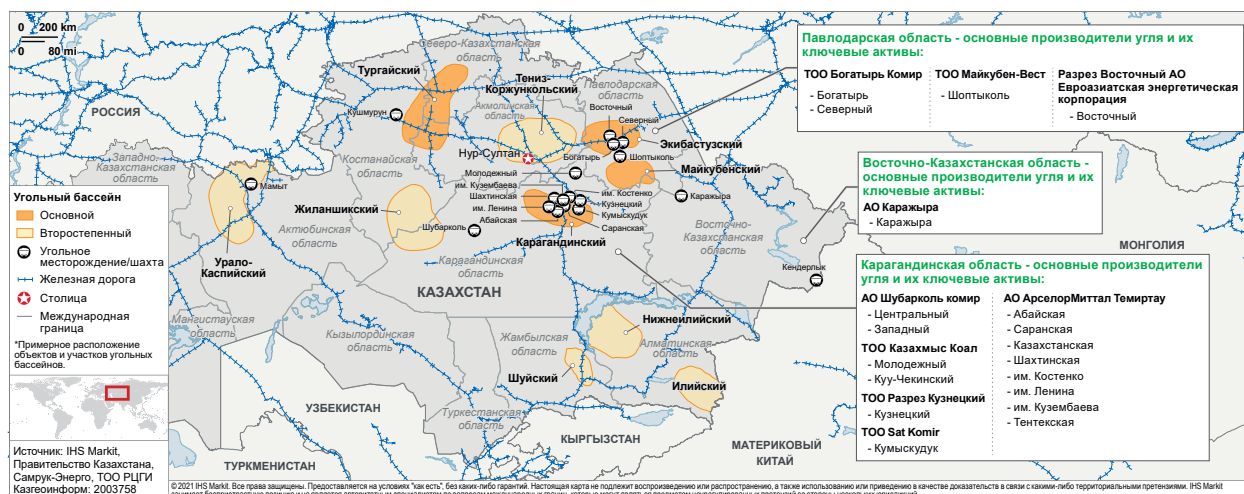 0 200 km
0 80 mi
РОССИЯ
Северо-Казахстанская
область
Тургайский
Тениз-
Коржункольский
Павлодарская
область
Акмолинская
область
Восточный
Северный
Кушмурун
Экибастузский
Западно-
Казахстанская
область
Костанайская
область
Нур-Султан
Богатырь
Шоптыколь
Майкубенский
Молодежный
Мамыт
им. Кузембаева
Шахтинская
им. Ленина
Абайская
им. Костенко
Кузнецкий
Кумыскудук
Саранская
Каражыра
Жиланшикский
Шубарколь
Актюбинская
область
Карагандинский
Восточно-
Казахстанская
область
Урало-
Каспийский
Карагандинская
область
Кендерлык
МОНГОЛИЯ
КАЗАХСТАН
Мангистауская
область
Кызылординская
область
Жамбылская
область
Нижнеилийский
Алматинская
область
Шуйский
Илийский
Туркестанская
область
УЗБЕКИСТАН
КЫРГЫЗСТАН
ТУРКМЕНИСТАН
МАТЕРИКОВЫЙ
КИТАЙ
Угольный бассейн
Основной
Второстепенный
Угольное
месторождение/шахта
Железная дорога
Столица
Международная
граница
*Примерное расположение
объектов и участков угольных
бассейнов.
Источник: IHS Markit,
Правительство Казахстана,
Самрук-Энерго, ТОО РЦГИ
Казгеоинформ: 2003758
Павлодарская область - основные производители угля и их
ключевые активы:
ТОО Богатырь Комир
- Богатырь
- Северный
ТОО Майкубен-Вест
- Шоптыколь
Разрез Восточный АО
Евроазиатская энергетическая
корпорация
- Восточный
Восточно-Казахстанская область -
основные производители угля и их
ключевые активы:
АО Каражыра
- Каражыра
Карагандинская область - основные производители
угля и их ключевые активы:
АО Шубарколь комир
- Центральный
- Западный
ТОО Казахмыс Коал
- Молодежный
- Куу-Чекинский
ТОО Разрез Кузнецкий
- Кузнецкий
ТОО Sat Komir
- Кумыскудук
АО АрселорМиттал Темиртау
- Абайская
- Саранская
- Казахстанская
- Шахтинская
- им. Костенко
- им. Ленина
- им. Кузембаева
- Тентекская
© 2021 IHS Markit. Все права защищены. Предоставляется на условиях "как есть", без каких-либо гарантий. Настоящая карта не подлежит воспроизведению или распространению, а также использованию или приведению в качестве доказательств в связи с какими-либо территориальными претензиями. IHS Markit